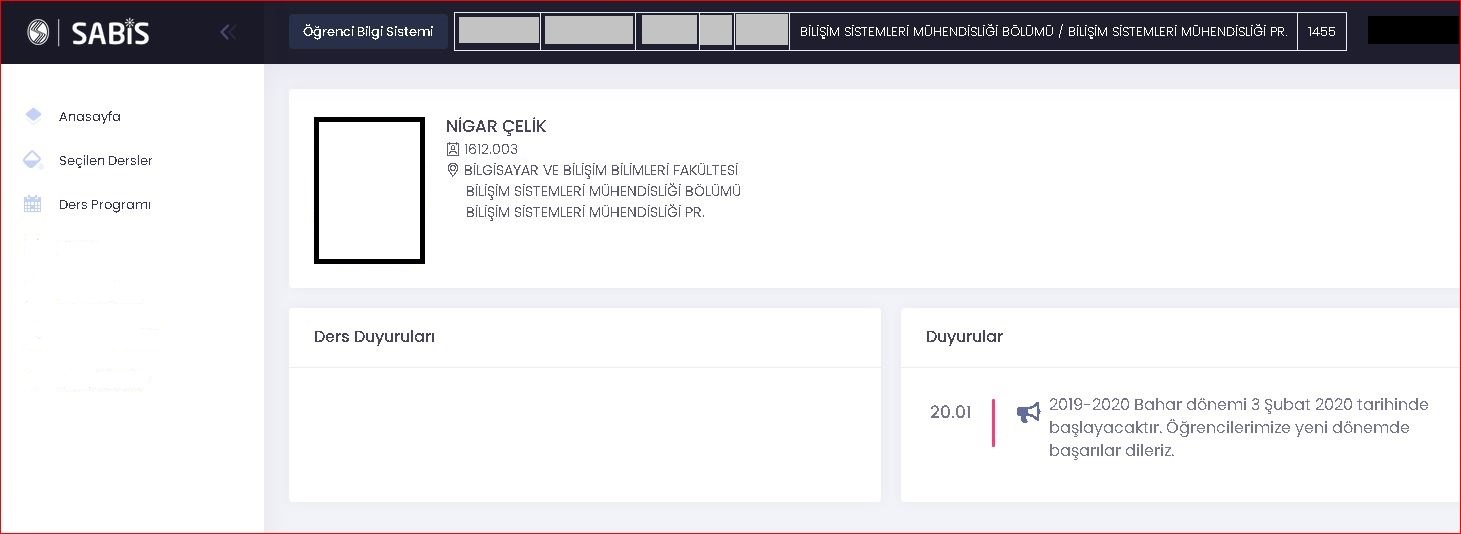 SABİS
Öğrenci Bilgi Sistemi
BİLİŞİM SİSTEMLERİ MÜHENDİSLİĞİ BÖLÜMÜ / BİLİŞİM SİSTEMLERİ MÜHENDİSLİĞİ PR.
1455
Anasayfa
Seçilen Dersler
Ders Programı
NİGAR ÇELİK
1612.003
BİLGİSAYAR VE BİLİŞİM BİLİMLERİ FAKÜLTESİ
BİLİŞİM SİSTEMLERİ MÜHENDİSLİĞİ BÖLÜMÜ
BİLİŞİM SİSTEMLERİ MÜHENDİSLİĞİ PR.
Ders Duyuruları
Duyurular
20.01
2019-2020 Bahar dönemi 3 Şubat 2020 tarihinde
başlayacaktır. Öğrencilerimize yeni dönemde
başarılar dileriz.